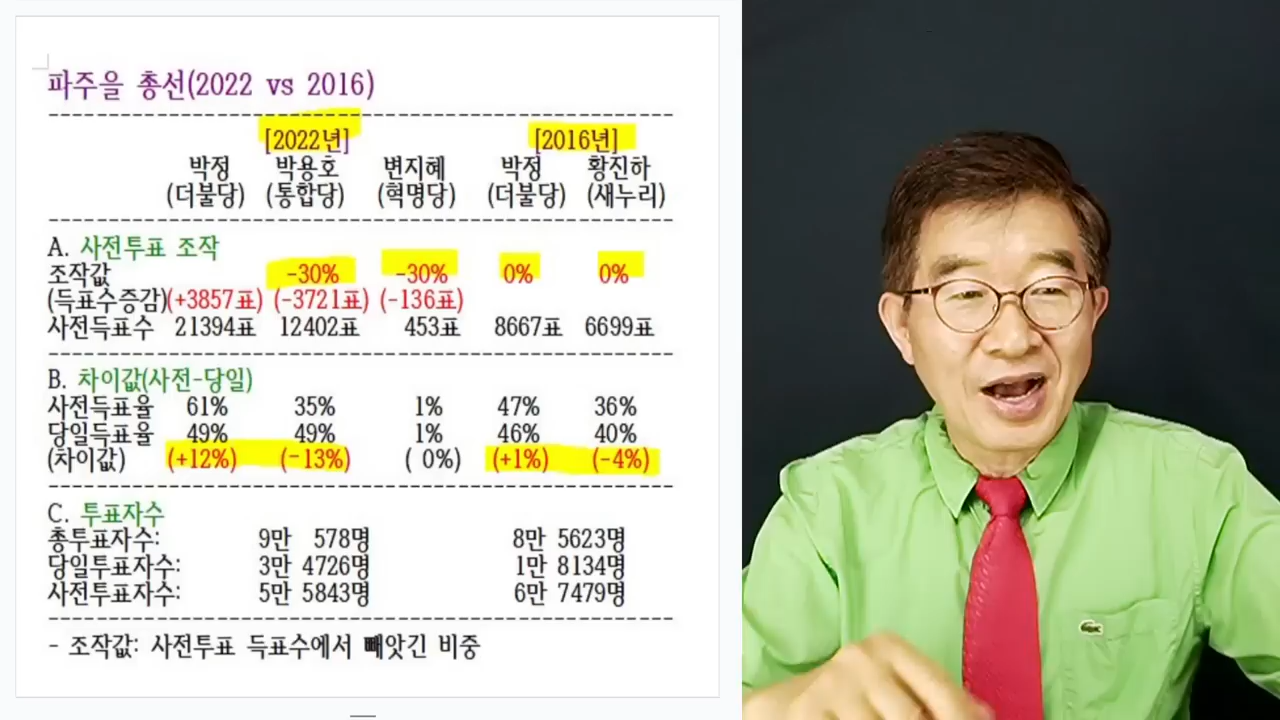 파주을 총선(2022 vs 2016)
[2022년] [2016년]
박정 박용호 변지혜 박정 황진하
(더불당) (통합당) (혁명당) (더불당) (새누리)
A. 사전투표 조작
조작값 -30% -30% 0% 0%
(득표수증감)(+3857표) (-3721표) (-136표)
사전득표수 21394표 12402표 453표 8667표 6699표
B. 차이값(사전-당일)
사전득표율 61% 35% 1% 47% 36%
당일득표율 49% 49% 1% 46% 40%
(차이값) (+12%) (-13%) ( 0%) (+1%) (-4%)
C. 투표자수
총투표자수: 9만 578명 8만 5623명
당일투표자수: 3만 4726명 1만 8134명
사전투표자수: 5만 5843명 6만 7479명
- 조작값: 사전투표 득표수에서 빼앗긴 비중